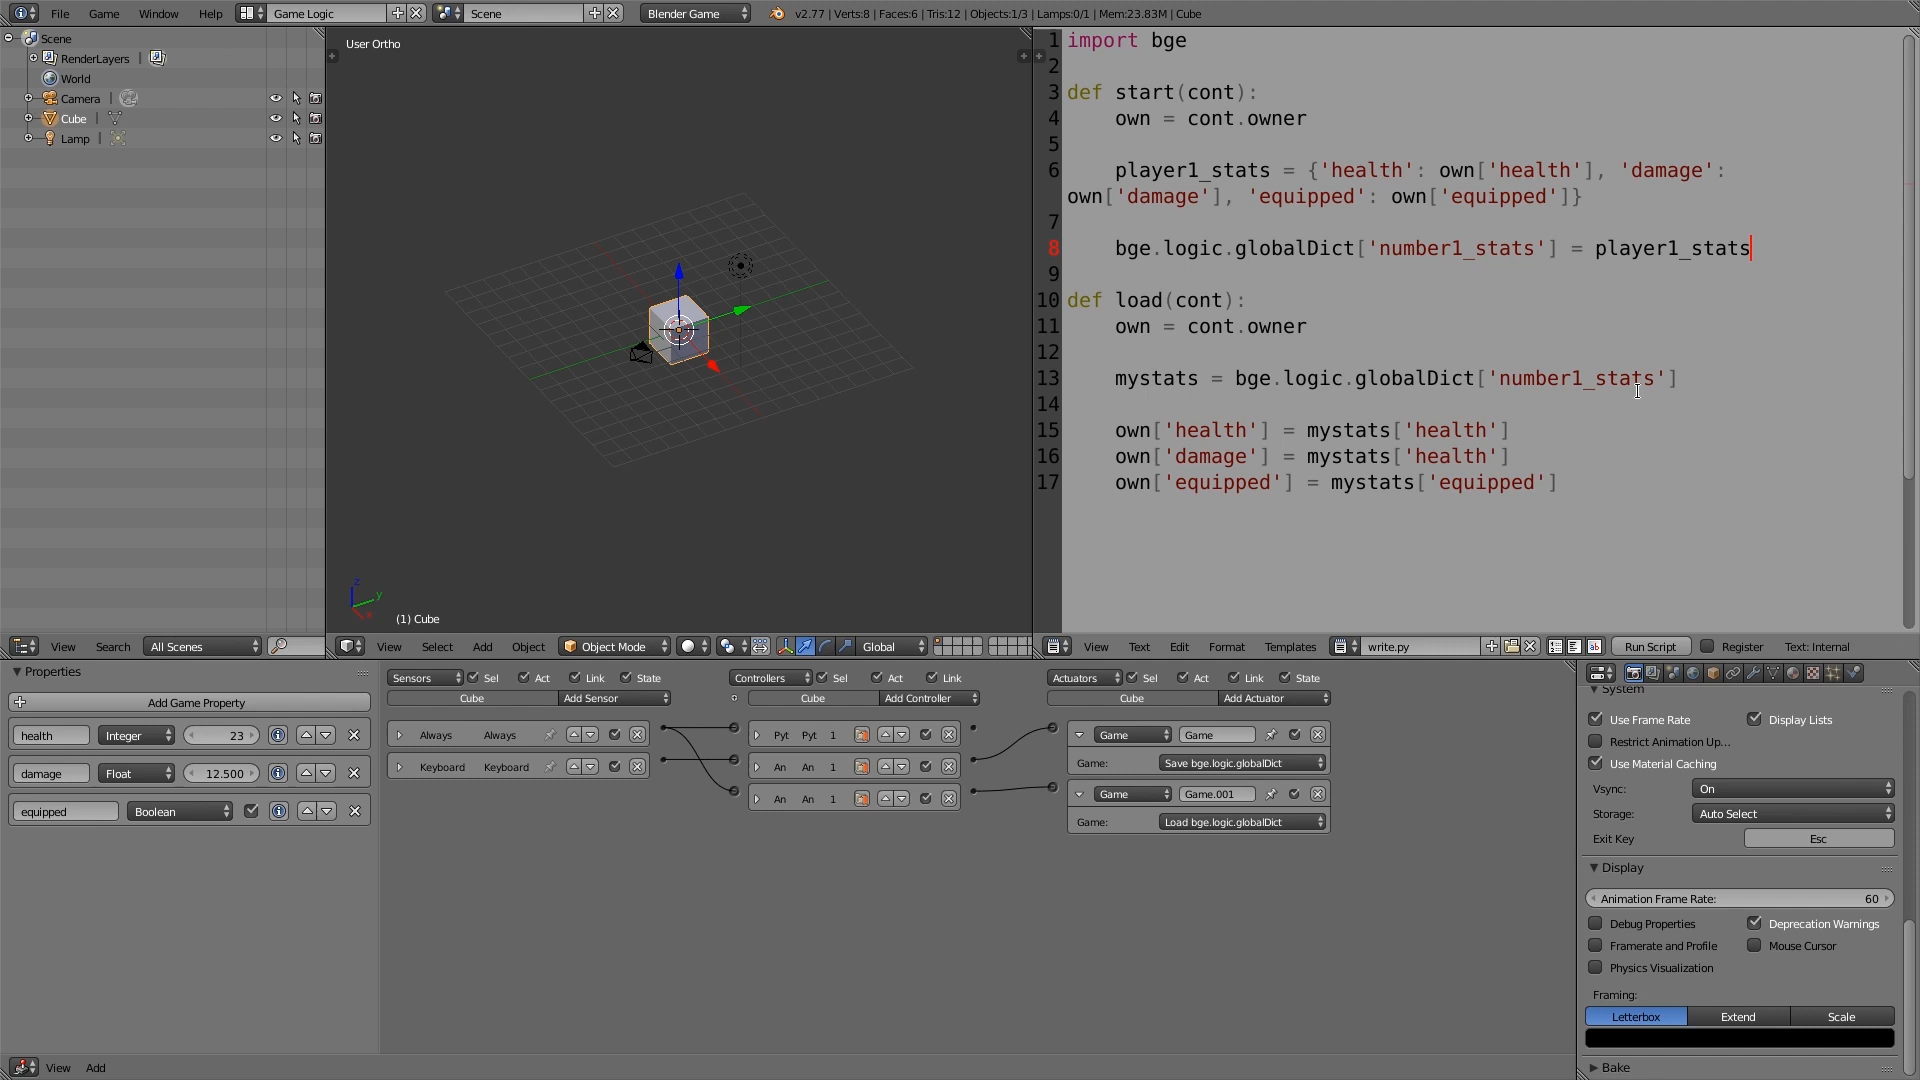 File Game Window Help Game Logic Scene Blender Game v2.77 | Verts:8 | Faces:6 | Tris:12 | Objects:1/3 | Lamps:0/1 | Mem:23.83M | Cube
Scene
RenderLayers |
World
Camera |
Cube |
Lamp |
View Search All Scenes
User Ortho
z
y
x
(1) Cube
View Select Add Object Object Mode Global
1 import bge
2
3 def start(cont):
4 own = cont.owner
5
6 player1_stats = {'health': own['health'], 'damage':
own['damage'], 'equipped': own['equipped']}
7
8 bge.logic.globalDict['number1_stats'] = player1_stats
9
10 def load(cont):
11 own = cont.owner
12
13 mystats = bge.logic.globalDict['number1_stats']
14
15 own['health'] = mystats['health']
16 own['damage'] = mystats['health']
17 own['equipped'] = mystats['equipped']
View Text Edit Format Templates write.py Run Script Register Text: Internal
Properties
Add Game Property
health Integer 23
damage Float 12.500
equipped Boolean
Sensors Sel Act Link State
Cube Add Sensor
Always Always
Keyboard Keyboard
Controllers Sel Act Link
Cube Add Controller
Pyt Pyt 1
An An 1
An An 1
Actuators Sel Act Link State
Cube Add Actuator
Game Game
Game: Save bge.logic.globalDict
Game Game.001
Game: Load bge.logic.globalDict
View Add
System
Use Frame Rate Display Lists
Restrict Animation Up...
Use Material Caching
Vsync: On
Storage: Auto Select
Exit Key Esc
Display
Animation Frame Rate: 60
Debug Properties Deprecation Warnings
Framerate and Profile Mouse Cursor
Physics Visualization
Framing:
Letterbox Extend Scale
Bake